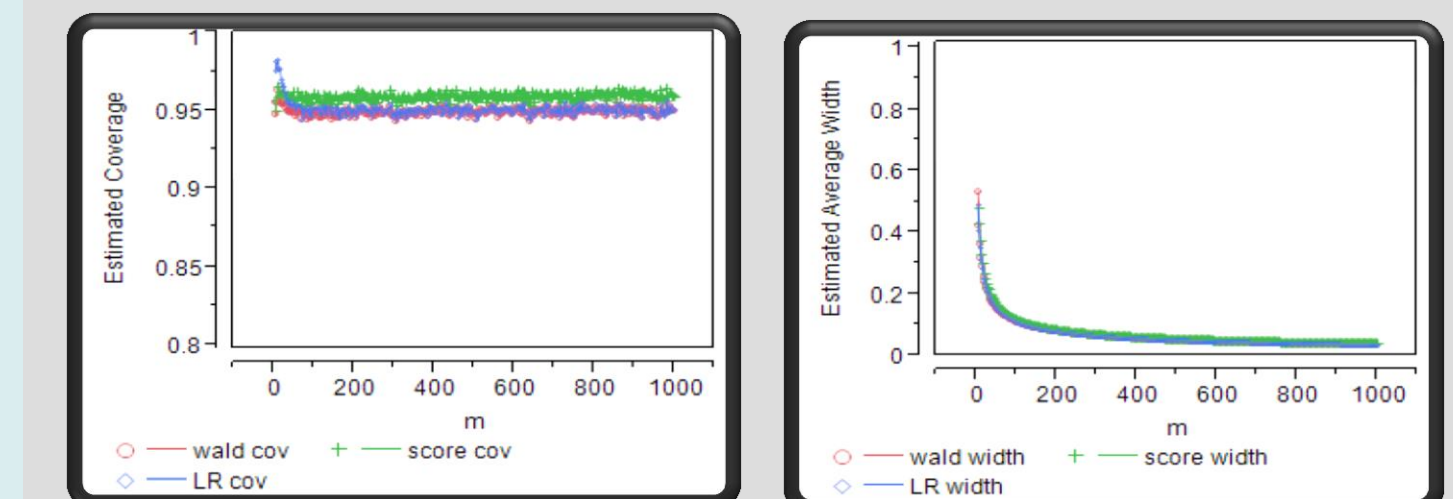 Estimated Coverage
1
0.95
0.9
0.85
0.8
0 200 400 600 800 1000
m
wald cov score cov
LR cov
Estimated Average Width
1
0.8
0.6
0.4
0.2
0
0 200 400 600 800 1000
m
wald width score width
LR width